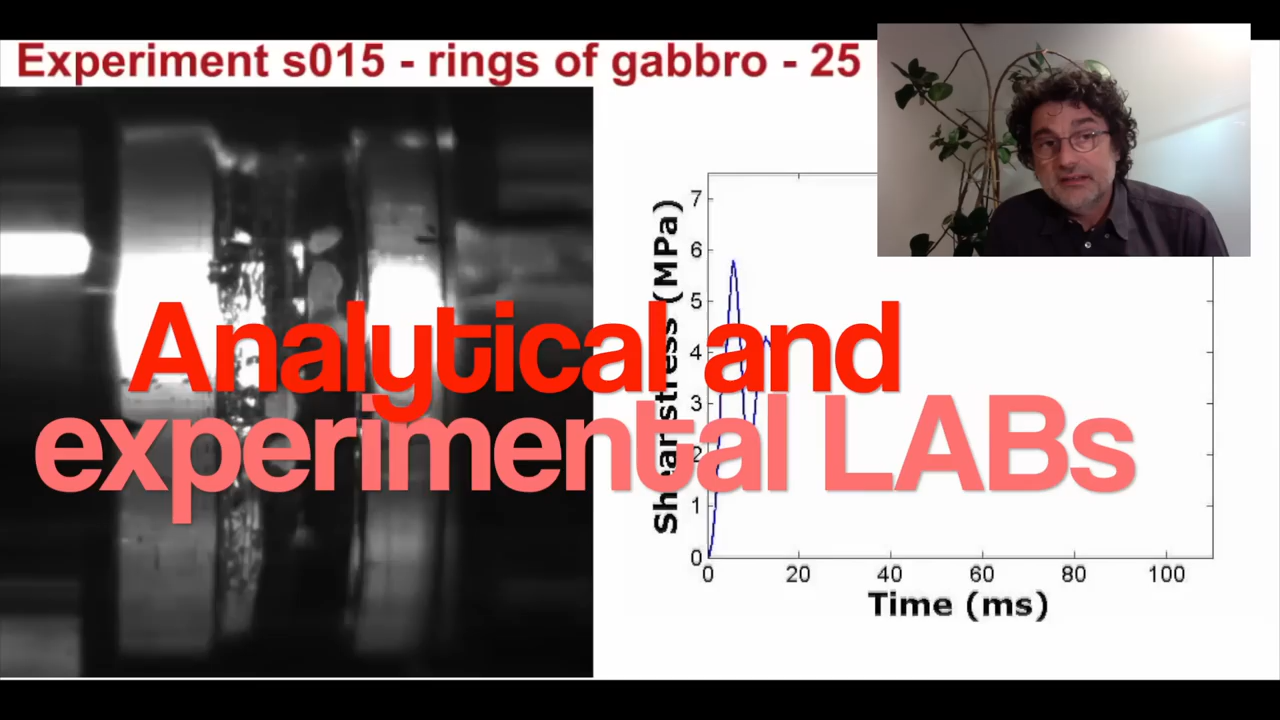 Experiment s015 - rings of gabbro - 25
Analytical and
experimental LABs
Shear stress (MPa)
7
6
5
4
3
2
1
0
0 20 40 60 80 100
Time (ms)